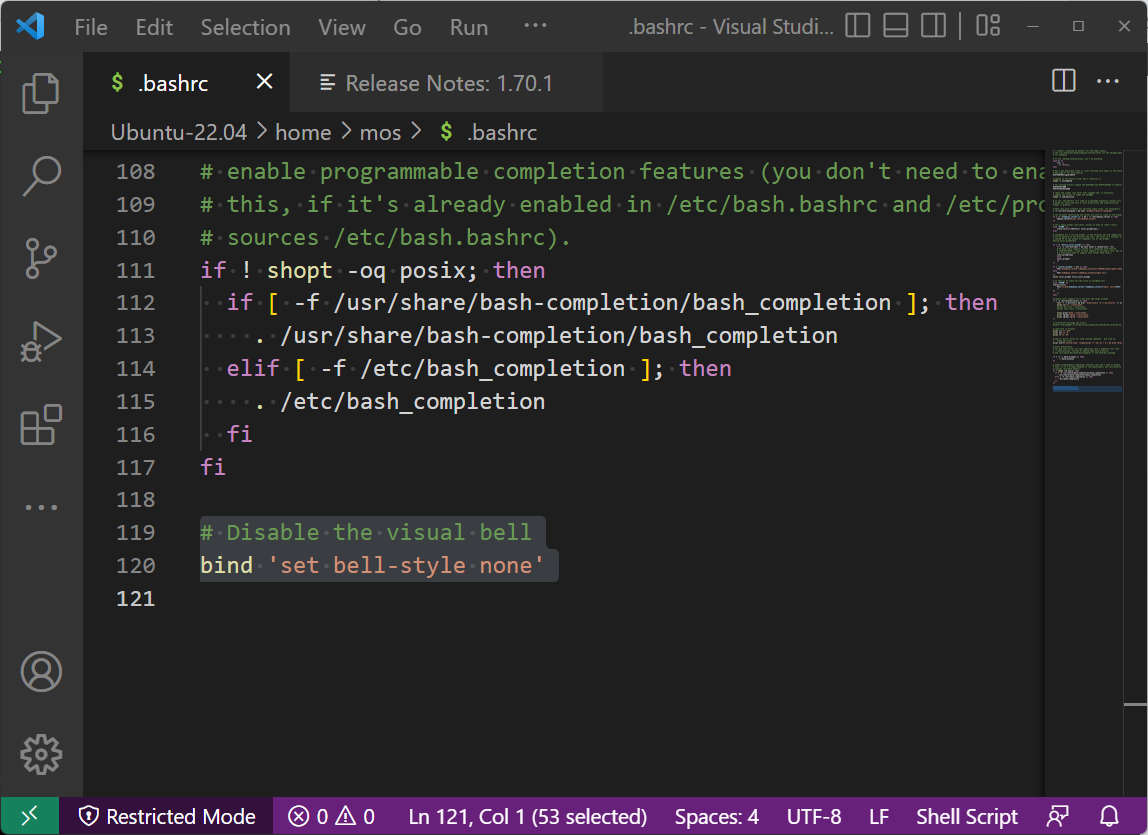 File Edit Selection View Go Run ··· .bashrc - Visual Studi...
$ .bashrc Release Notes: 1.70.1
Ubuntu-22.04 > home > mos > $ .bashrc
108 # enable programmable completion features (you don't need to ena
109 # this, if it's already enabled in /etc/bash.bashrc and /etc/pro
110 # sources /etc/bash.bashrc).
111 if ! shopt -oq posix; then
112   if [ -f /usr/share/bash-completion/bash_completion ]; then
113     . /usr/share/bash-completion/bash_completion
114   elif [ -f /etc/bash_completion ]; then
115     . /etc/bash_completion
116   fi
117 fi
118
119 # Disable the visual bell
120 bind 'set bell-style none'
121
Restricted Mode 0 0 Ln 121, Col 1 (53 selected) Spaces: 4 UTF-8 LF Shell Script